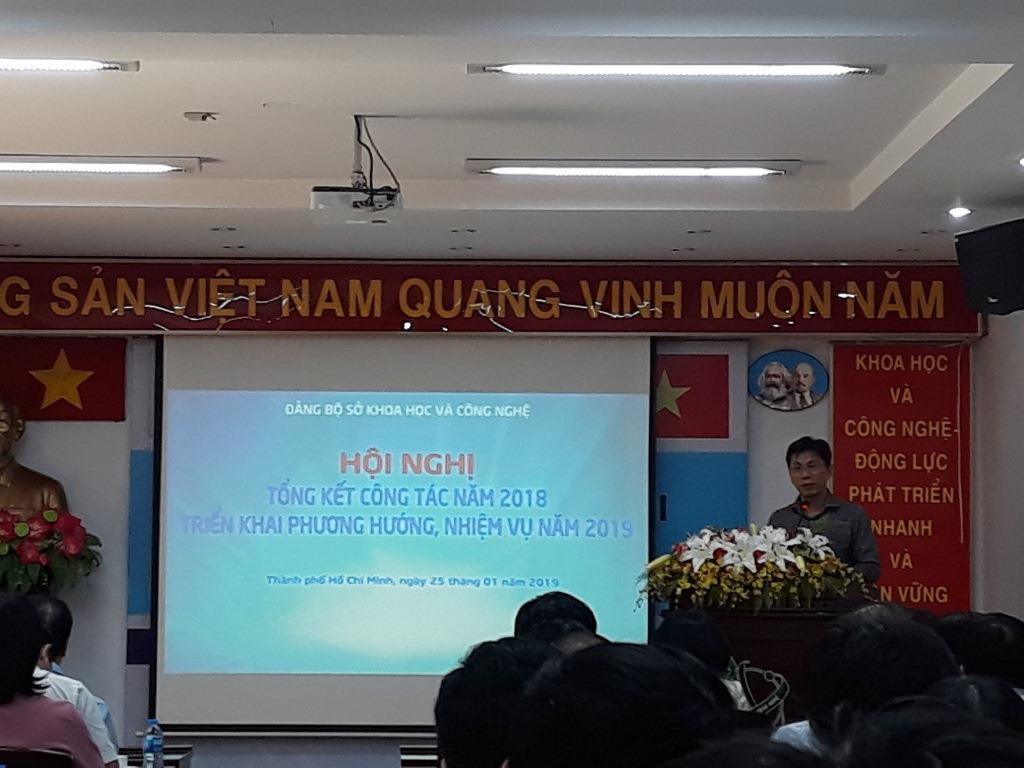 G SẢN VIỆT NAM QUANG VINH MUÔN NĂM
ĐẢNG BỘ SỞ KHOA HỌC VÀ CÔNG NGHỆ
HỘI NGHỊ
TỔNG KẾT CÔNG TÁC NĂM 2018
TRIỂN KHAI PHƯƠNG HƯỚNG, NHIỆM VỤ NĂM 2019
Thành phố Hồ Chí Minh, ngày 25 tháng 01 năm 2019
KHOA HỌC
VÀ
CÔNG NGHỆ-
ĐỘNG LỰC
PHÁT TRIỂN
NHANH
VÀ
VỮNG